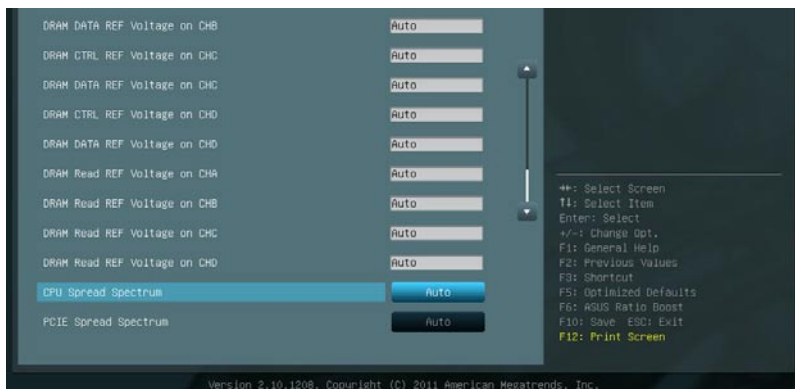 DRAM DATA REF Voltage on CHB Auto
DRAM CTRL REF Voltage on CHC Auto
DRAM DATA REF Voltage on CHC Auto
DRAM CTRL REF Voltage on CHD Auto
DRAM DATA REF Voltage on CHD Auto
DRAM Read REF Voltage on CHA Auto
DRAM Read REF Voltage on CHB Auto
DRAM Read REF Voltage on CHC Auto
DRAM Read REF Voltage on CHD Auto
CPU Spread Spectrum Auto
PCIE Spread Spectrum Auto
→←: Select Screen
↑↓: Select Item
Enter: Select
+/-: Change Opt.
F1: General Help
F2: Previous Values
F3: Shortcut
F5: Optimized Defaults
F6: ASUS Ratio Boost
F10: Save ESC: Exit
F12: Print Screen
Version 2.10.1208. Copyright (C) 2011 American Megatrends, Inc.